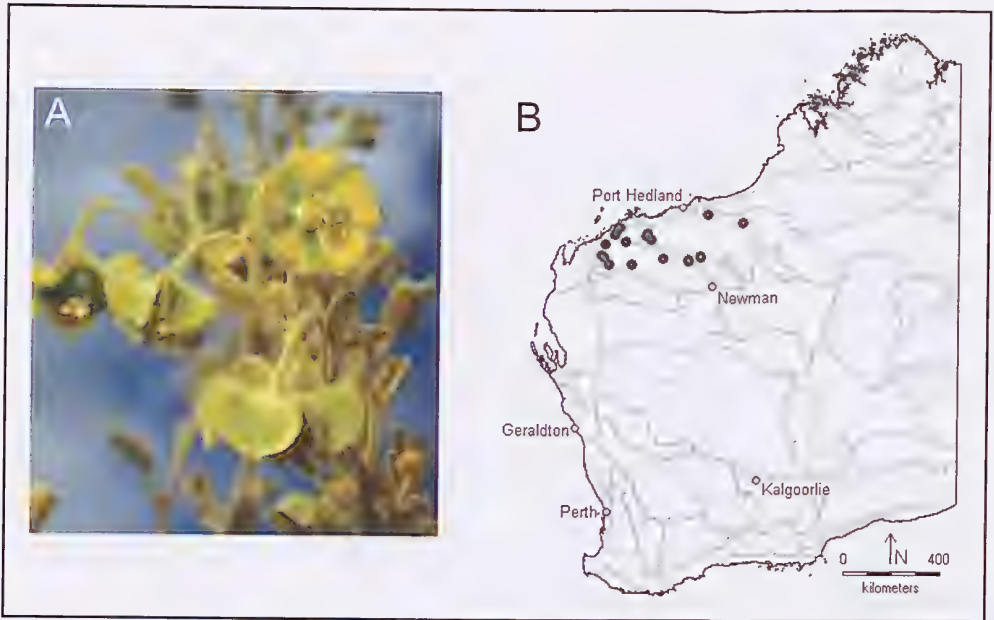 A
B
Port Hedland
Newman
Geraldton
Kalgoorlie
Perth
0 N 400
kilometers